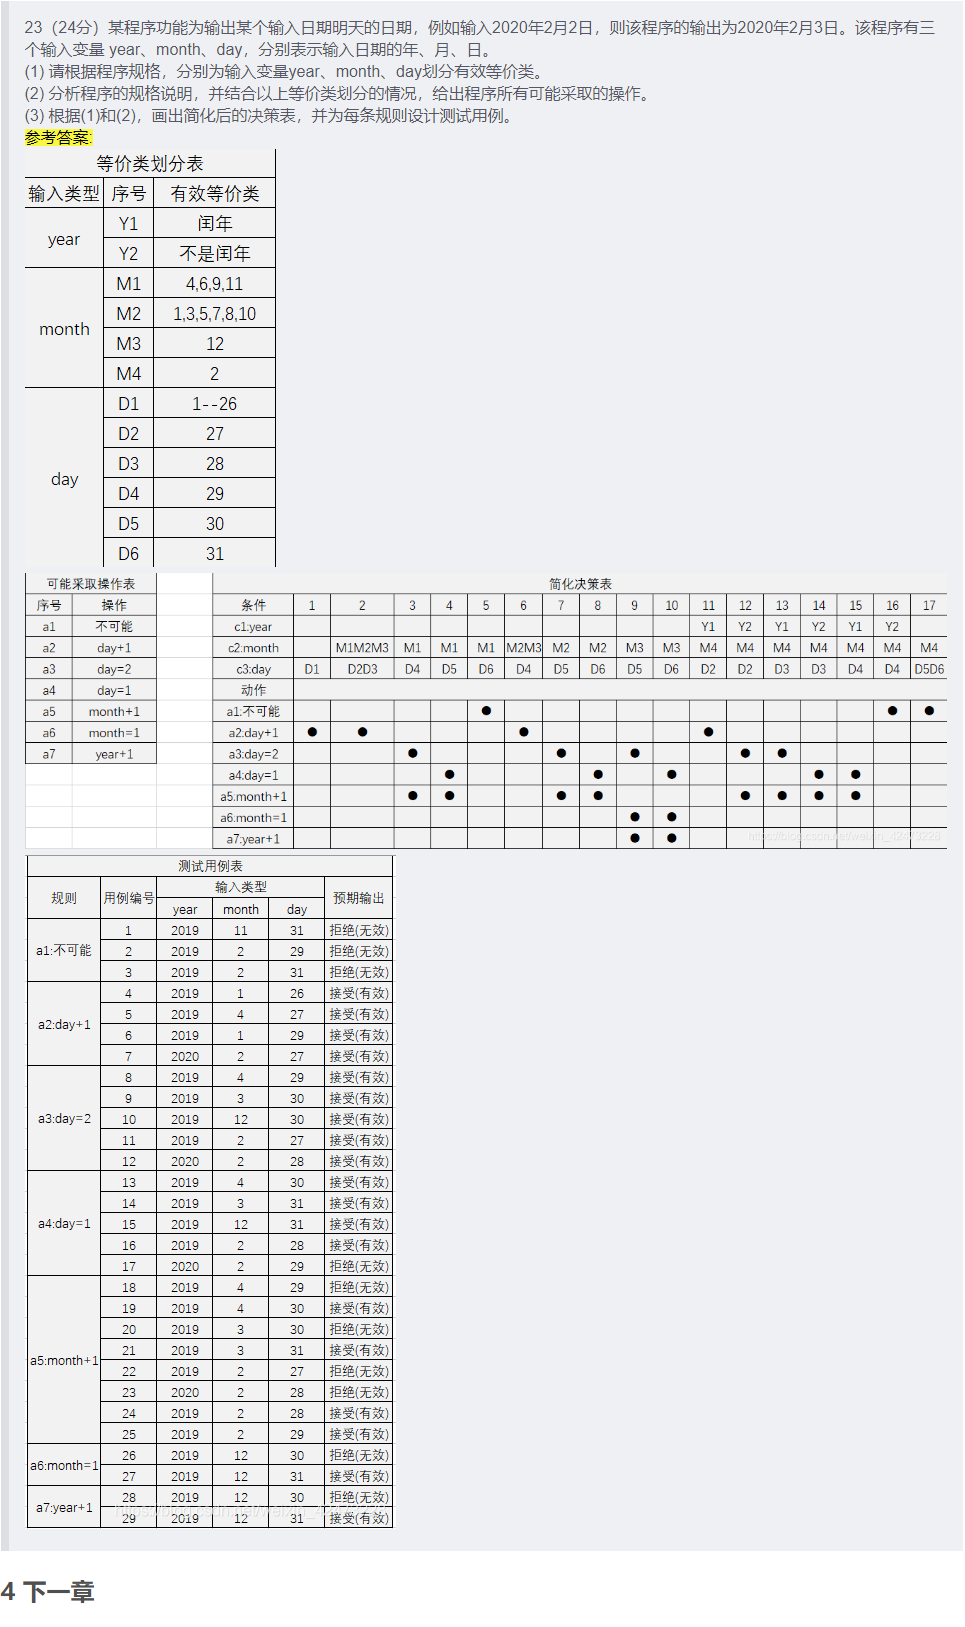 23（24分）某程序功能为输出某个输入日期明天的日期，例如输入2020年2月2日，则该程序的输出为2020年2月3日。该程序有三
个输入变量 year、month、day，分别表示输入日期的年、月、日。
(1) 请根据程序规格，分别为输入变量year、month、day划分有效等价类。
(2) 分析程序的规格说明，并结合以上等价类划分的情况，给出程序所有可能采取的操作。
(3) 根据(1)和(2)，画出简化后的决策表，并为每条规则设计测试用例。
参考答案:
等价类划分表
输入类型 序号 有效等价类
year Y1 闰年
Y2 不是闰年
month M1 4,6,9,11
M2 1,3,5,7,8,10
M3 12
M4 2
day D1 1--26
D2 27
D3 28
D4 29
D5 30
D6 31
可能采取操作表
序号 操作
a1 不可能
a2 day+1
a3 day=2
a4 day=1
a5 month+1
a6 month=1
a7 year+1
简化决策表
条件 1 2 3 4 5 6 7 8 9 10 11 12 13 14 15 16 17
c1:year Y1 Y2 Y1 Y2 Y1 Y2
c2:month M1M2M3 M1 M1 M1 M2M3 M2 M2 M3 M3 M4 M4 M4 M4 M4 M4 M4
c3:day D1 D2D3 D4 D5 D6 D4 D5 D6 D5 D6 D2 D2 D3 D3 D4 D4 D5D6
动作
a1:不可能 ● ● ●
a2:day+1 ● ● ● ●
a3:day=2 ● ● ● ● ●
a4:day=1 ● ● ● ● ●
a5:month+1 ● ● ● ● ● ● ● ●
a6:month=1 ● ●
a7:year+1 ● ●
测试用例表
规则 用例编号 输入类型 预期输出
year month day
a1:不可能 1 2019 11 31 拒绝(无效)
2 2019 2 29 拒绝(无效)
3 2019 2 31 拒绝(无效)
a2:day+1 4 2019 1 26 接受(有效)
5 2019 4 27 接受(有效)
6 2019 1 29 接受(有效)
7 2020 2 27 接受(有效)
a3:day=2 8 2019 4 29 接受(有效)
9 2019 3 30 接受(有效)
10 2019 12 30 接受(有效)
11 2019 2 27 接受(有效)
12 2020 2 28 接受(有效)
a4:day=1 13 2019 4 30 接受(有效)
14 2019 3 31 接受(有效)
15 2019 12 31 接受(有效)
16 2019 2 28 接受(有效)
17 2020 2 29 拒绝(无效)
a5:month+1 18 2019 4 29 拒绝(无效)
19 2019 4 30 接受(有效)
20 2019 3 30 拒绝(无效)
21 2019 3 31 接受(有效)
22 2019 2 27 拒绝(无效)
23 2020 2 28 拒绝(无效)
24 2019 2 28 接受(有效)
25 2019 2 29 接受(有效)
a6:month=1 26 2019 12 30 拒绝(无效)
27 2019 12 31 接受(有效)
a7:year+1 28 2019 12 30 拒绝(无效)
29 2019 12 31 接受(有效)
4 下一章